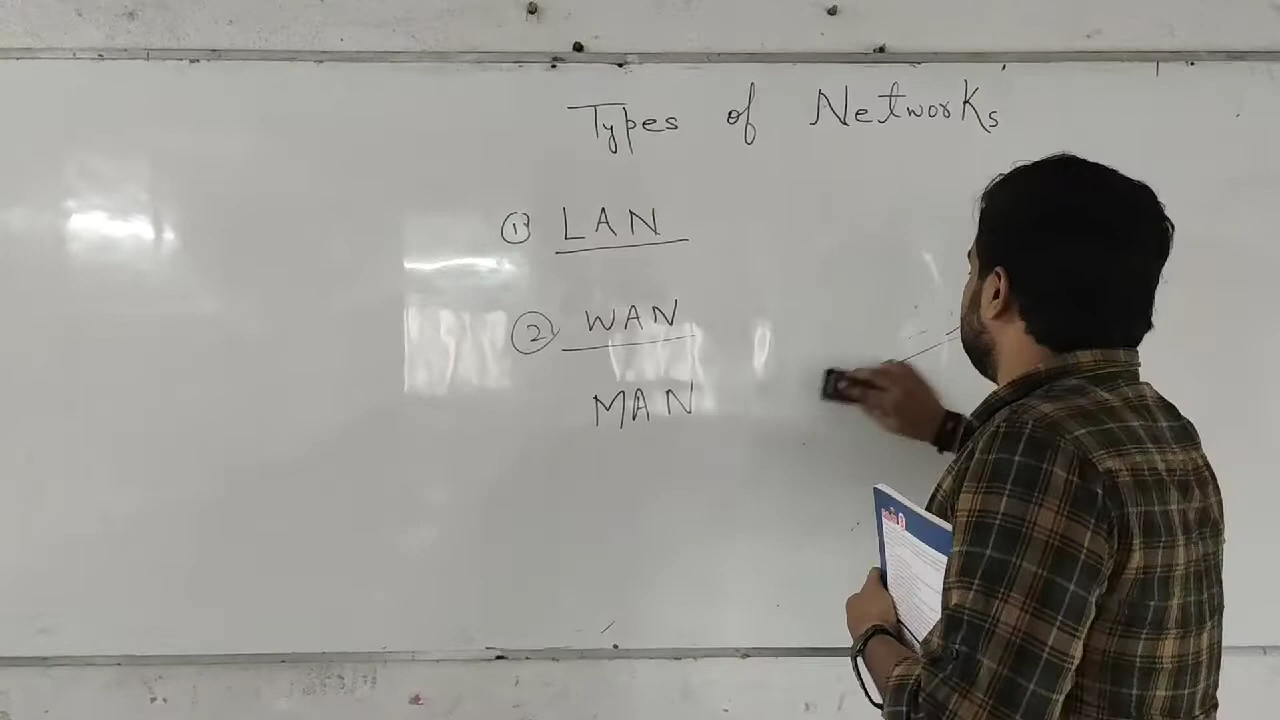 Types of Networks
① LAN
② WAN
MAN